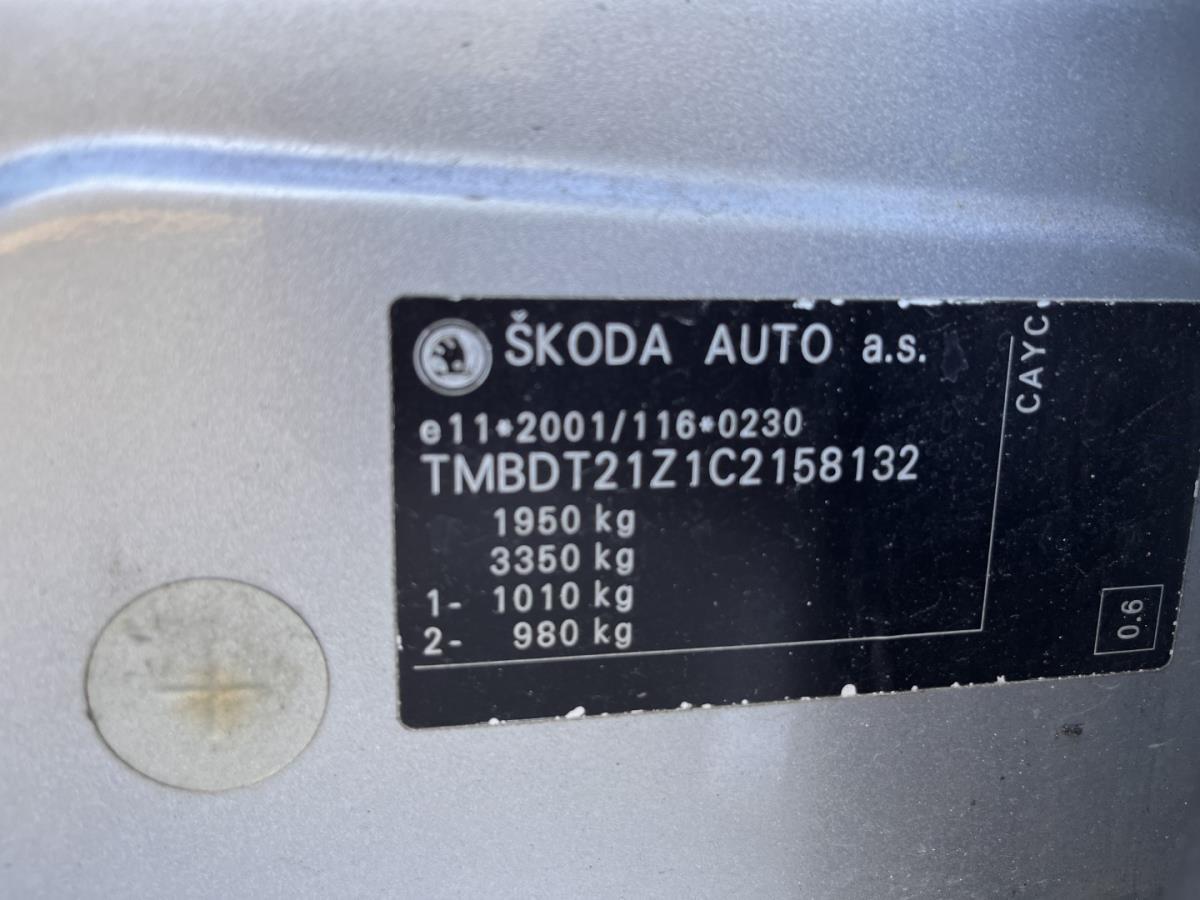 ŠKODA AUTO a.s.
e11*2001/116*0230
TMBDT21Z1C2158132
1950 kg
3350 kg
1- 1010 kg
2- 980 kg
CAYC
0.6